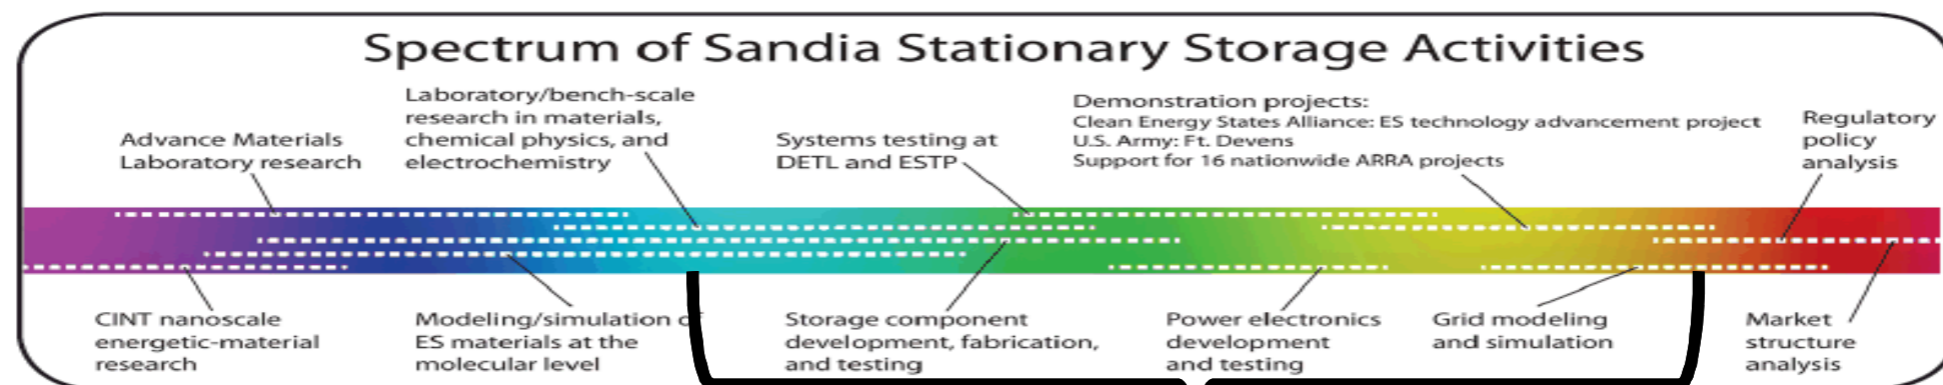 Spectrum of Sandia Stationary Storage Activities
Advance Materials
Laboratory research
Laboratory/bench-scale
research in materials,
chemical physics, and
electrochemistry
Systems testing at
DETL and ESTP
Demonstration projects:
Clean Energy States Alliance: ES technology advancement project
U.S. Army: Ft. Devens
Support for 16 nationwide ARRA projects
Regulatory
policy
analysis
CINT nanoscale
energetic-material
research
Modeling/simulation of
ES materials at the
molecular level
Storage component
development, fabrication,
and testing
Power electronics
development
and testing
Grid modeling
and simulation
Market
structure
analysis